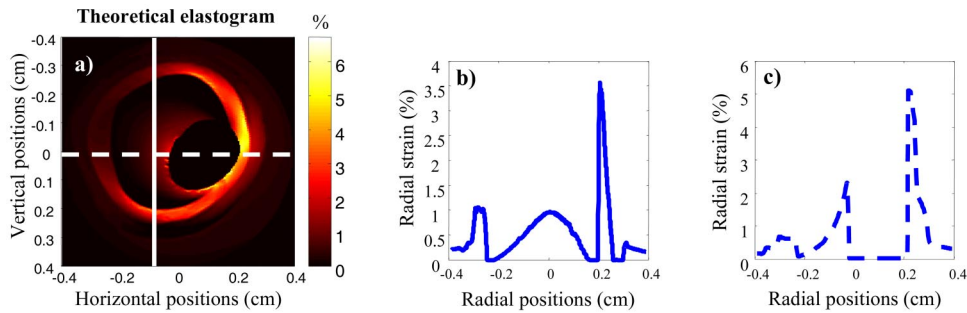 Theoretical elastogram
%
a)
-0.4
-0.3
-0.2
-0.1
0
0.1
0.2
0.3
0.4
Vertical positions (cm)
-0.4 -0.2 0 0.2 0.4
Horizontal positions (cm)
6
5
4
3
2
1
0
b)
4
3.5
3
2.5
2
1.5
1
0.5
0
Radial strain (%)
-0.4 -0.2 0 0.2 0.4
Radial positions (cm)
c)
6
5
4
3
2
1
0
Radial strain (%)
-0.4 -0.2 0 0.2 0.4
Radial positions (cm)